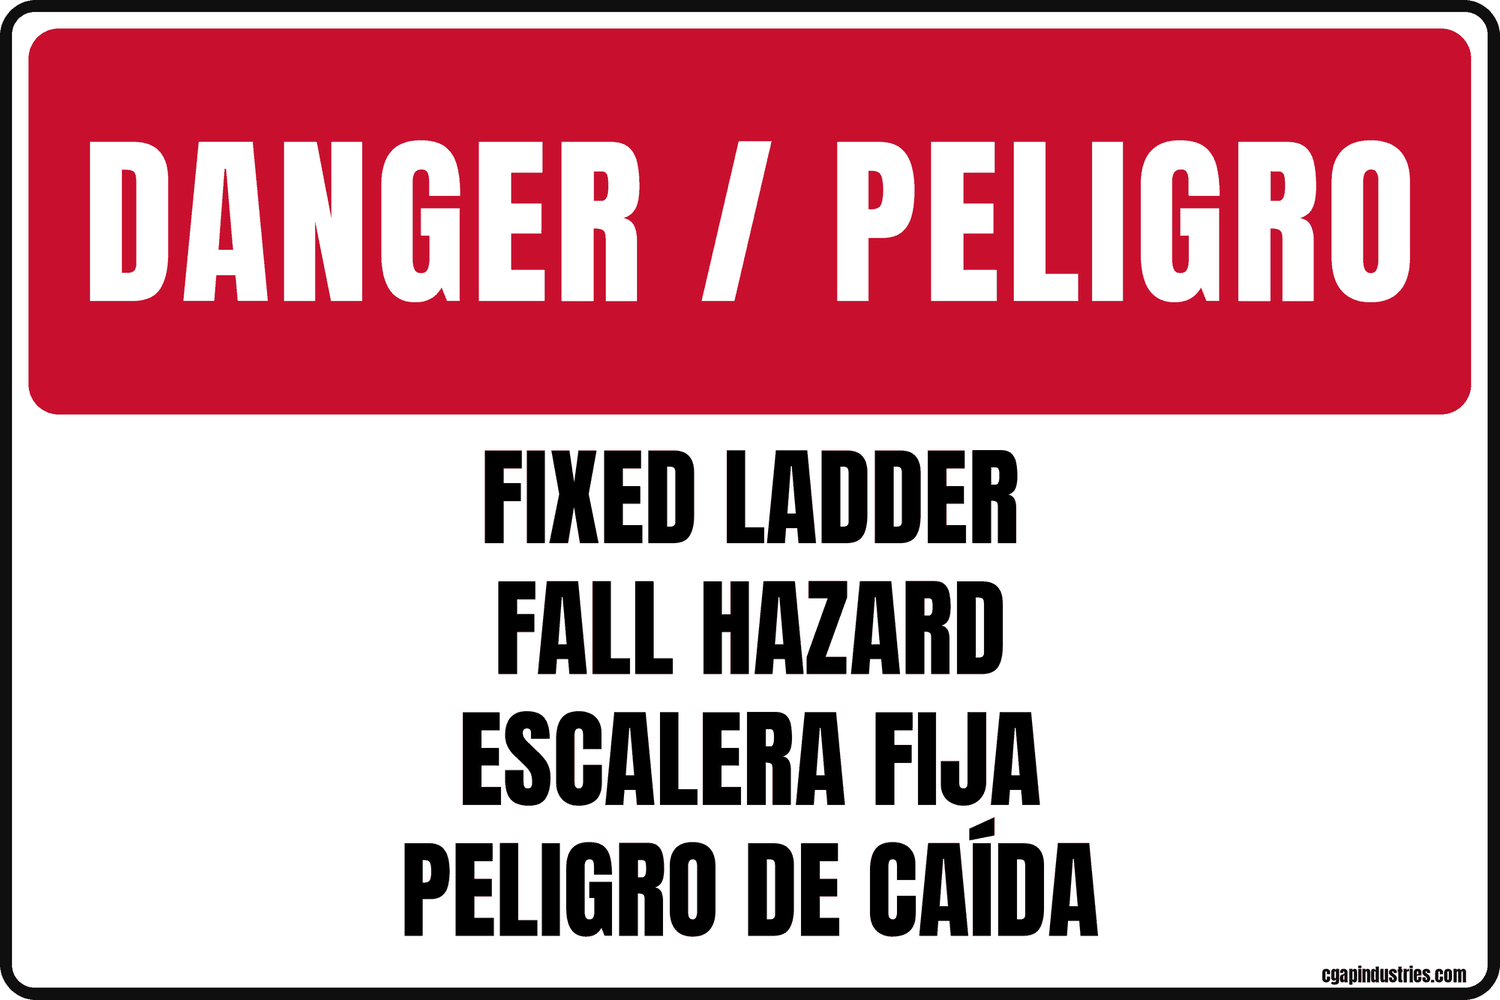 DANGER / PELIGRO
FIXED LADDER
FALL HAZARD
ESCALERA FIJA
PELIGRO DE CAÍDA
cgapindustries.com